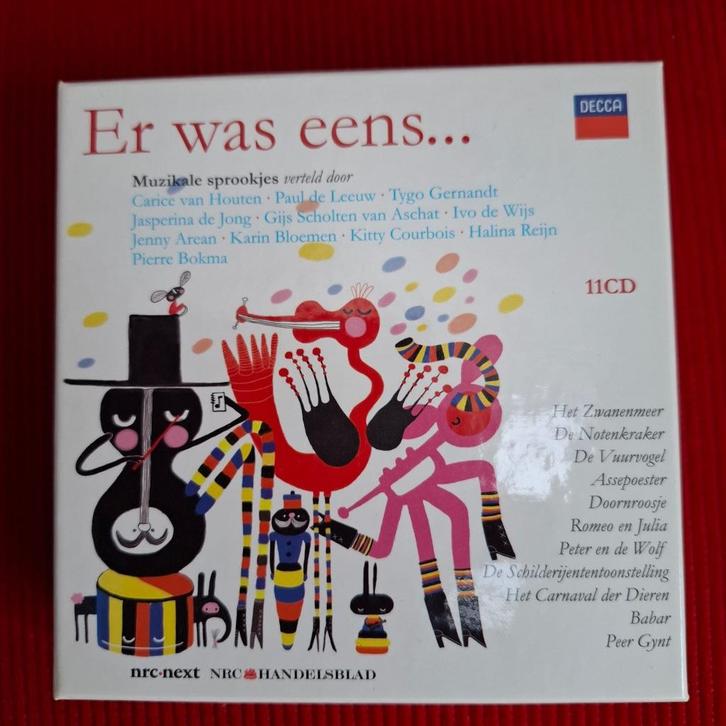 Er was eens...
DECCA
Muzikale sprookjes verteld door
Carice van Houten · Paul de Leeuw · Tygo Gernandt
Jasperina de Jong · Gijs Scholten van Aschat · Ivo de Wijs
Jenny Arean · Karin Bloemen · Kitty Courbois · Halina Reijn
Pierre Bokma
11CD
Het Zwanenmeer
De Notenkraker
De Vuurvogel
Assepoester
Doornroosje
Romeo en Julia
Peter en de Wolf
De Schilderijententoonstelling
Het Carnaval der Dieren
Babar
Peer Gynt
nrc·next NRC HANDELSBLAD